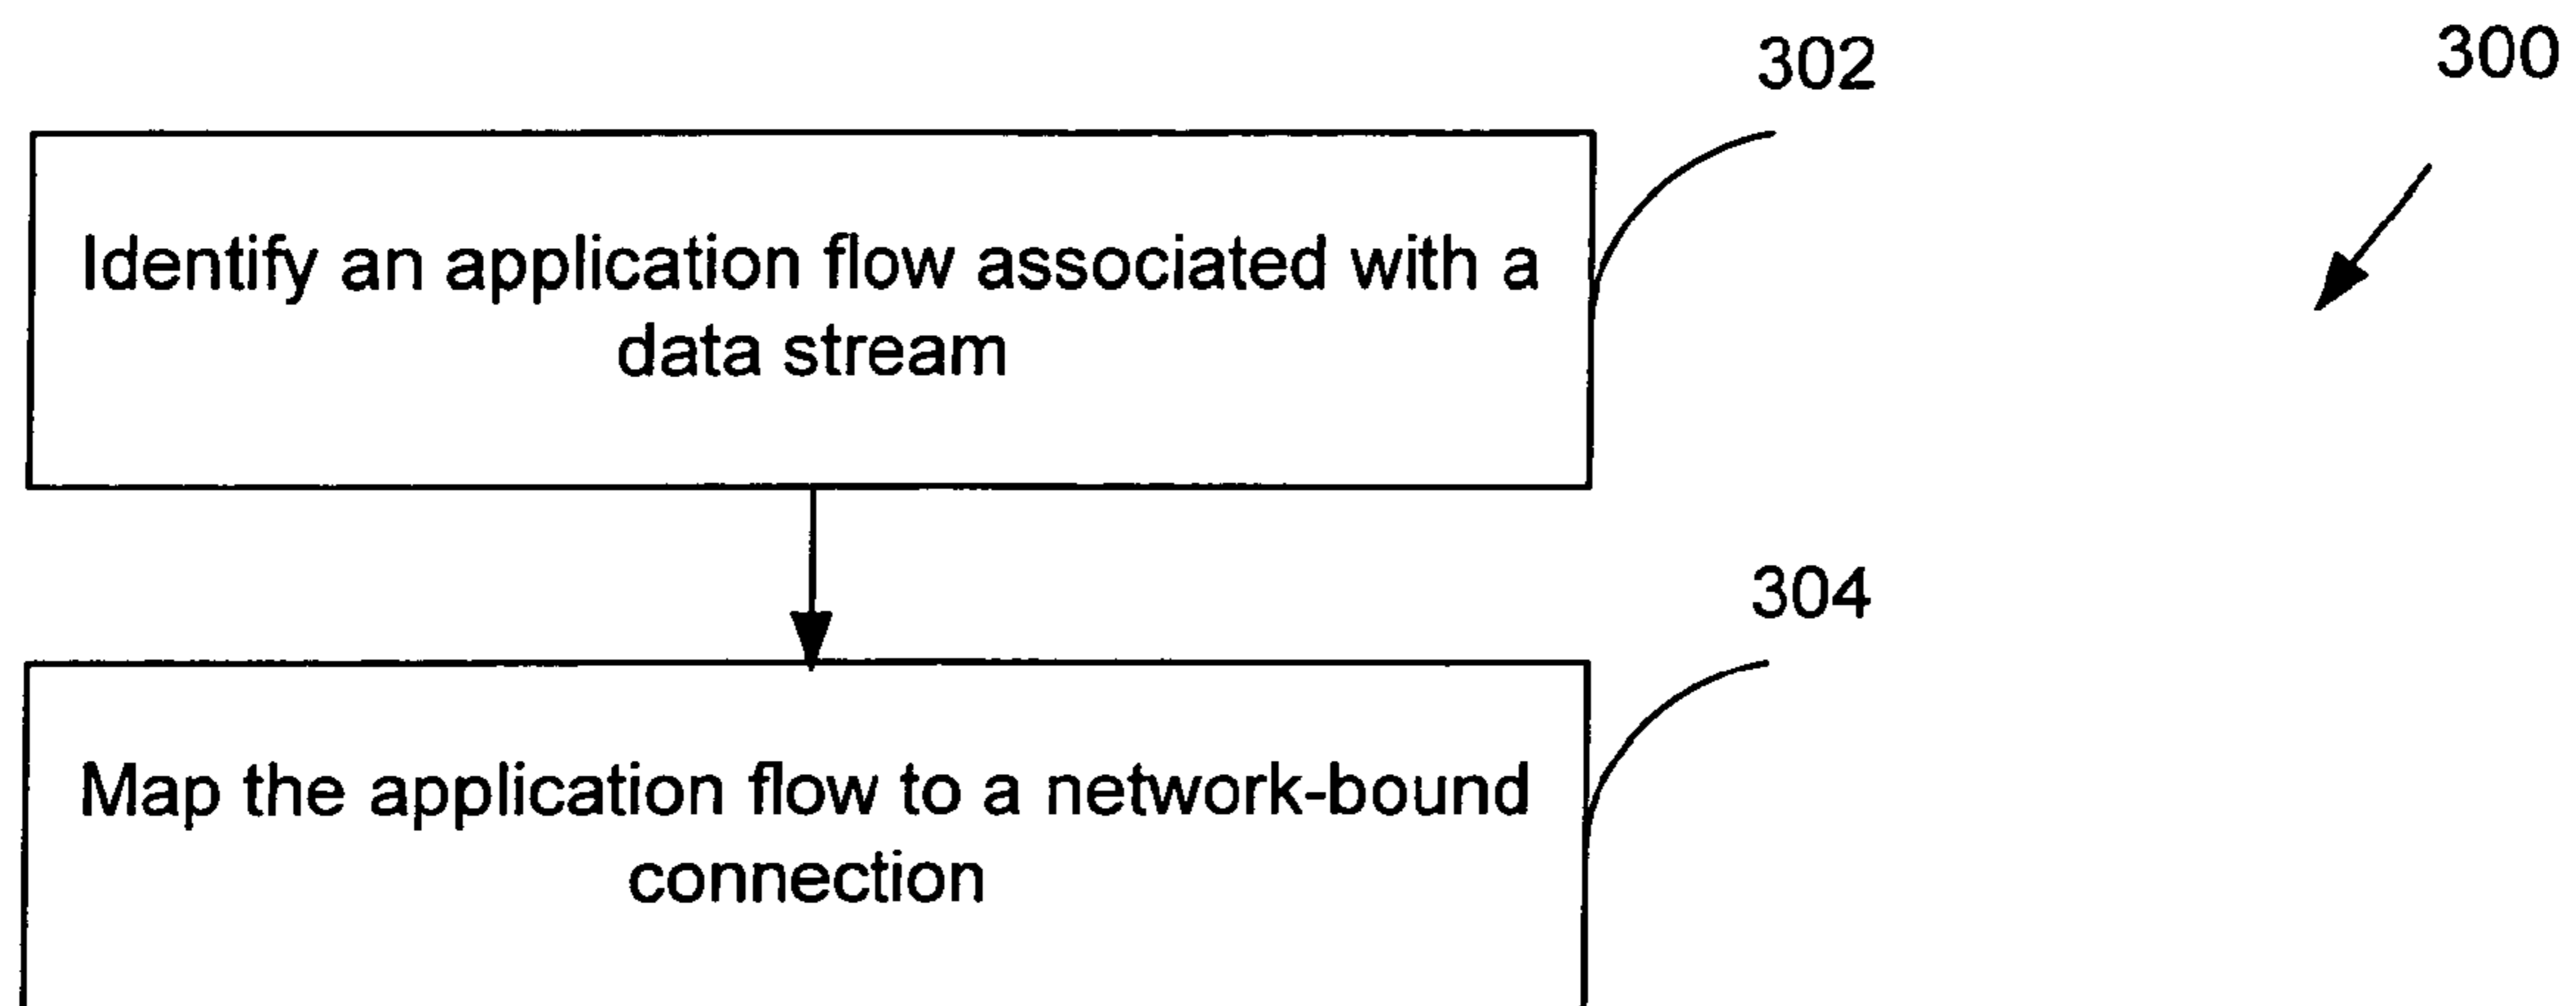 300
302
Identify an application flow associated with a
data stream
304
Map the application flow to a network-bound
connection